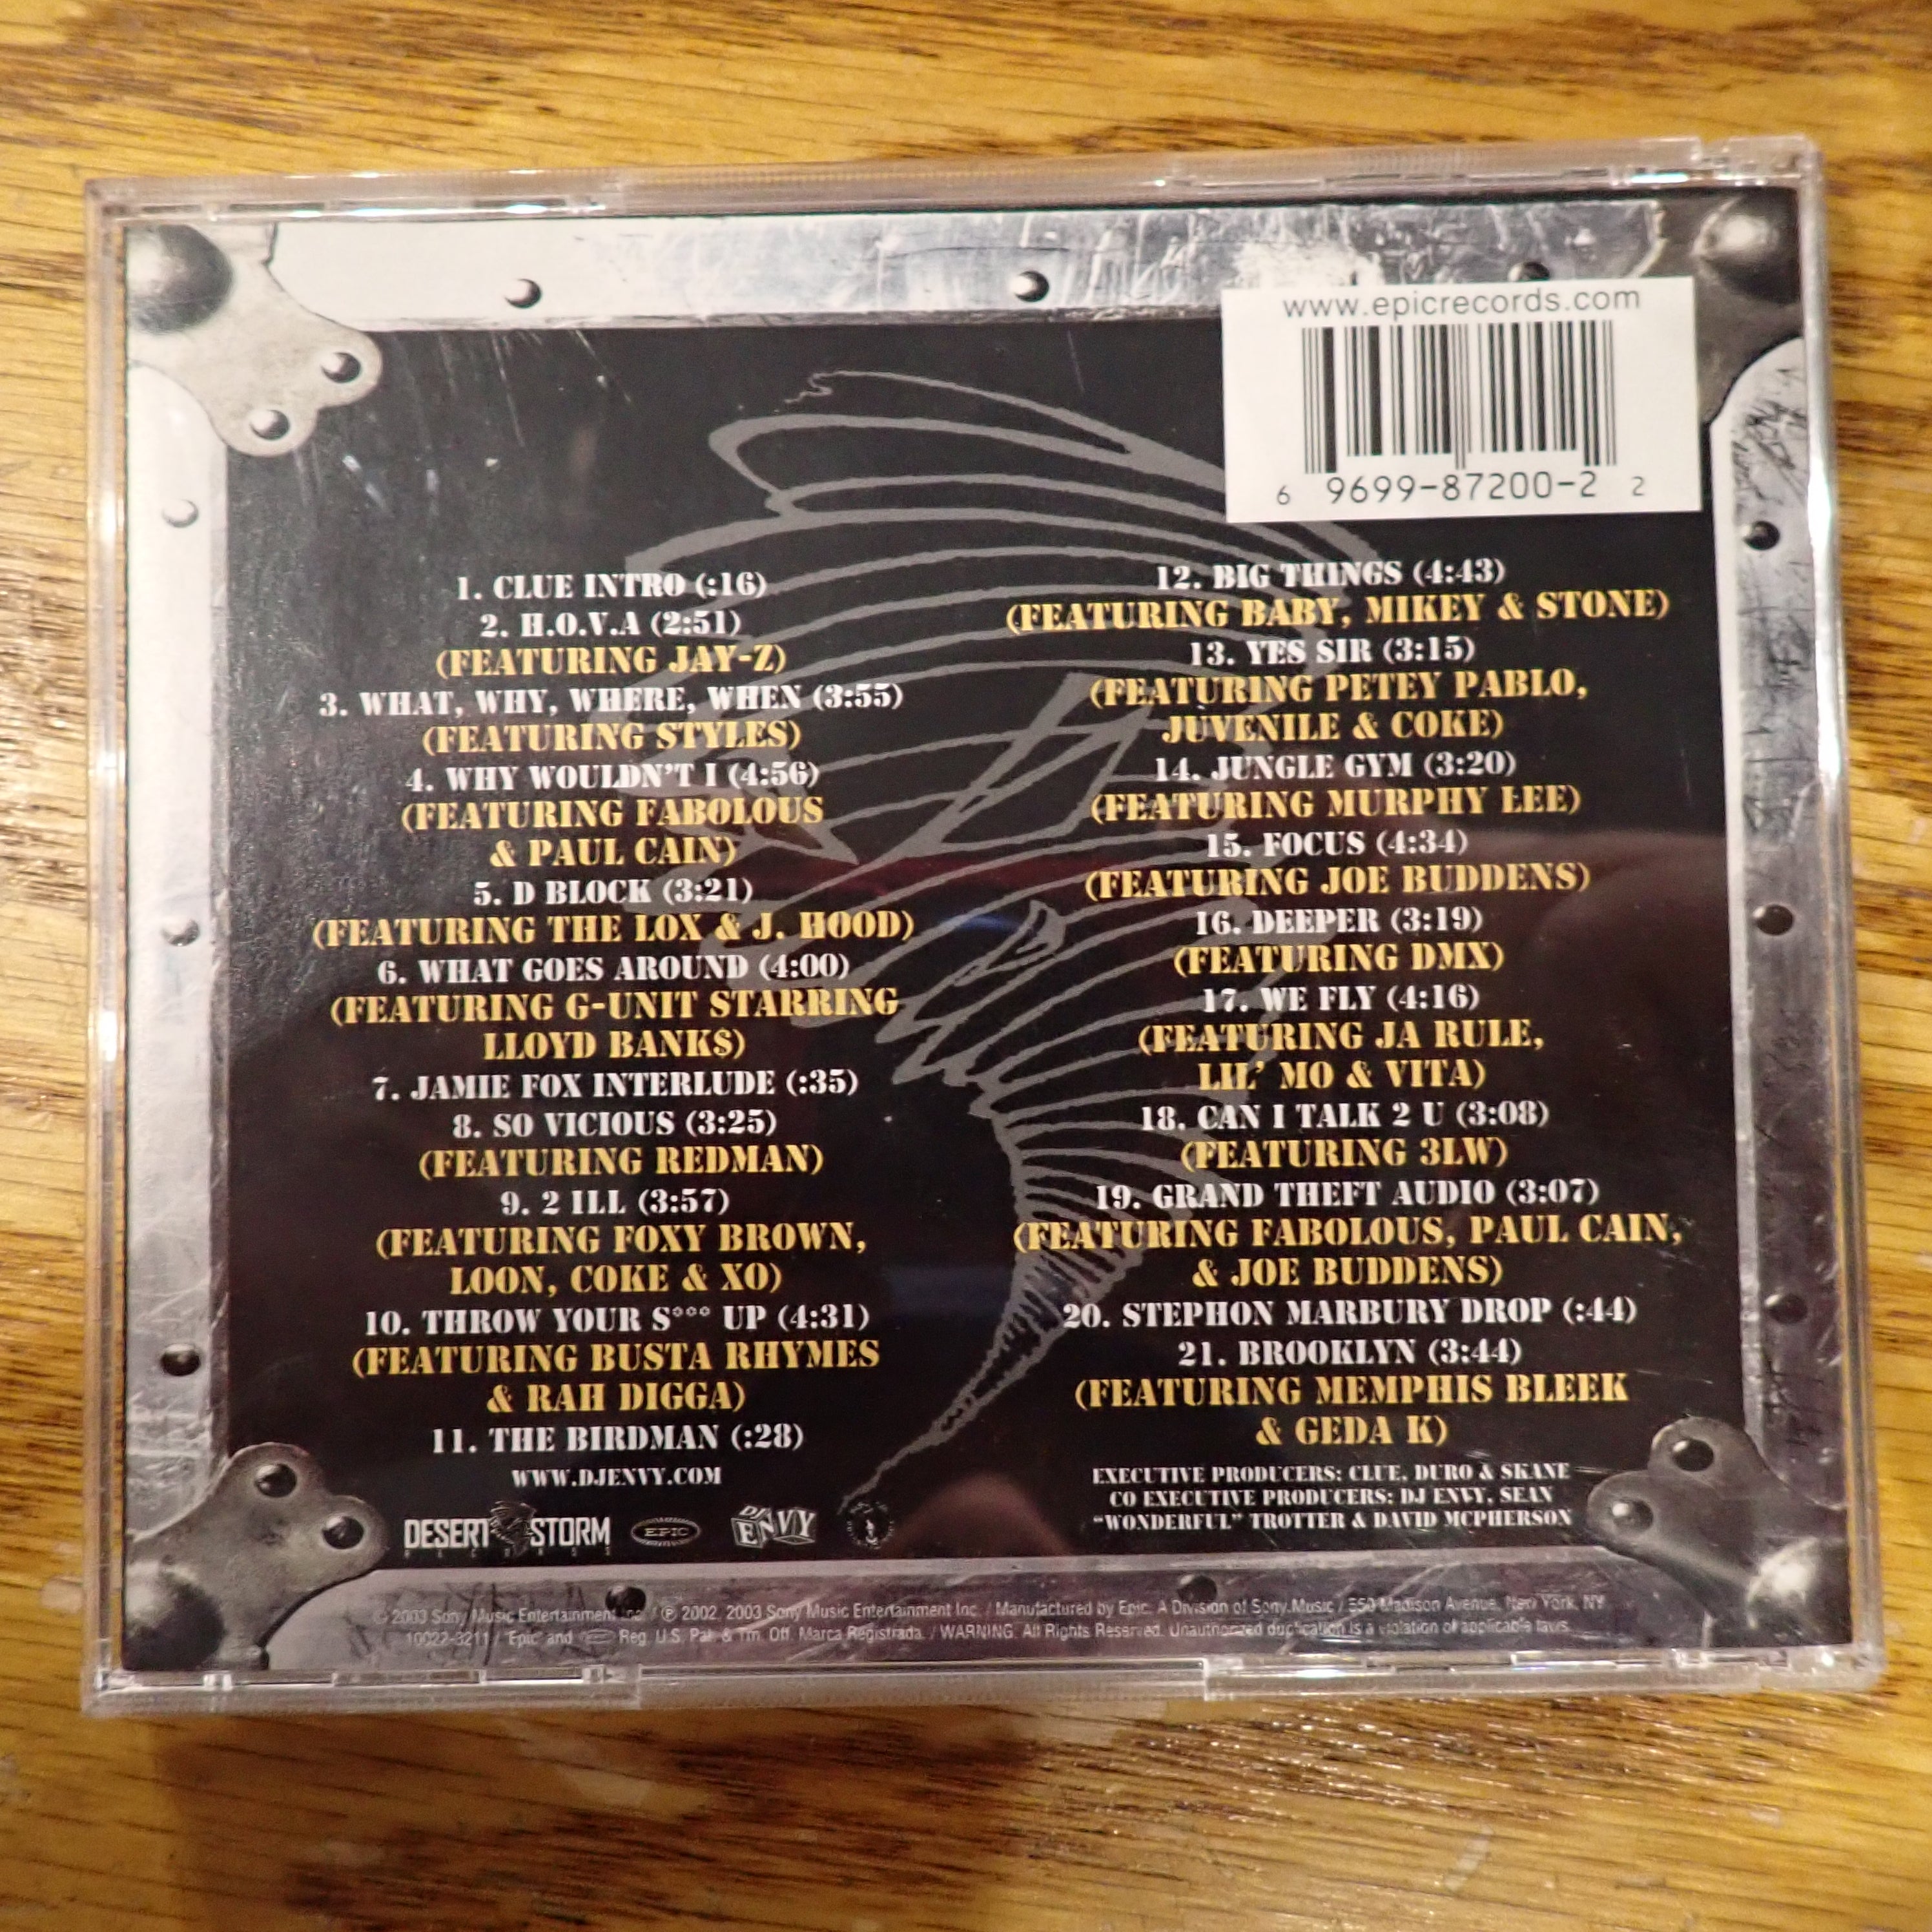 www.epicrecords.com
6 9699-87200-2 2
1. CLUE INTRO (:16)
2. H.O.V.A (2:51)
(FEATURING JAY-Z)
3. WHAT, WHY, WHERE, WHEN (3:55)
(FEATURING STYLES)
4. WHY WOULDN'T I (4:56)
(FEATURING FABOLOUS
& PAUL CAIN)
5. D BLOCK (3:21)
(FEATURING THE LOX & J. HOOD)
6. WHAT GOES AROUND (4:00)
(FEATURING G-UNIT STARRING
LLOYD BANK$)
7. JAMIE FOX INTERLUDE (:35)
8. SO VICIOUS (3:25)
(FEATURING REDMAN)
9. 2 ILL (3:57)
(FEATURING FOXY BROWN,
LOON, COKE & XO)
10. THROW YOUR S*** UP (4:31)
(FEATURING BUSTA RHYMES
& RAH DIGGA)
11. THE BIRDMAN (:28)
WWW.DJENVY.COM
DESERT STORM
RECORDS
EPIC
DJ ENVY
12. BIG THINGS (4:43)
(FEATURING BABY, MIKEY & STONE)
13. YES SIR (3:15)
(FEATURING PETEY PABLO,
JUVENILE & COKE)
14. JUNGLE GYM (3:20)
(FEATURING MURPHY LEE)
15. FOCUS (4:34)
(FEATURING JOE BUDDENS)
16. DEEPER (3:19)
(FEATURING DMX)
17. WE FLY (4:16)
(FEATURING JA RULE,
LIL' MO & VITA)
18. CAN I TALK 2 U (3:08)
(FEATURING 3LW)
19. GRAND THEFT AUDIO (3:07)
(FEATURING FABOLOUS, PAUL CAIN,
& JOE BUDDENS)
20. STEPHON MARBURY DROP (:44)
21. BROOKLYN (3:44)
(FEATURING MEMPHIS BLEEK
& GEDA K)
EXECUTIVE PRODUCERS: CLUE, DURO & SKANE
CO EXECUTIVE PRODUCERS: DJ ENVY, SEAN
"WONDERFUL" TROTTER & DAVID MCPHERSON
© 2003 Sony Music Entertainment Inc. / ℗ 2002, 2003 Sony Music Entertainment Inc. / Manufactured by Epic, A Division of Sony Music / 550 Madison Avenue, New York, NY
10022-3211 / "Epic" and Reg. U.S. Pat. & Tm. Off. Marca Registrada. / WARNING: All Rights Reserved. Unauthorized duplication is a violation of applicable laws.